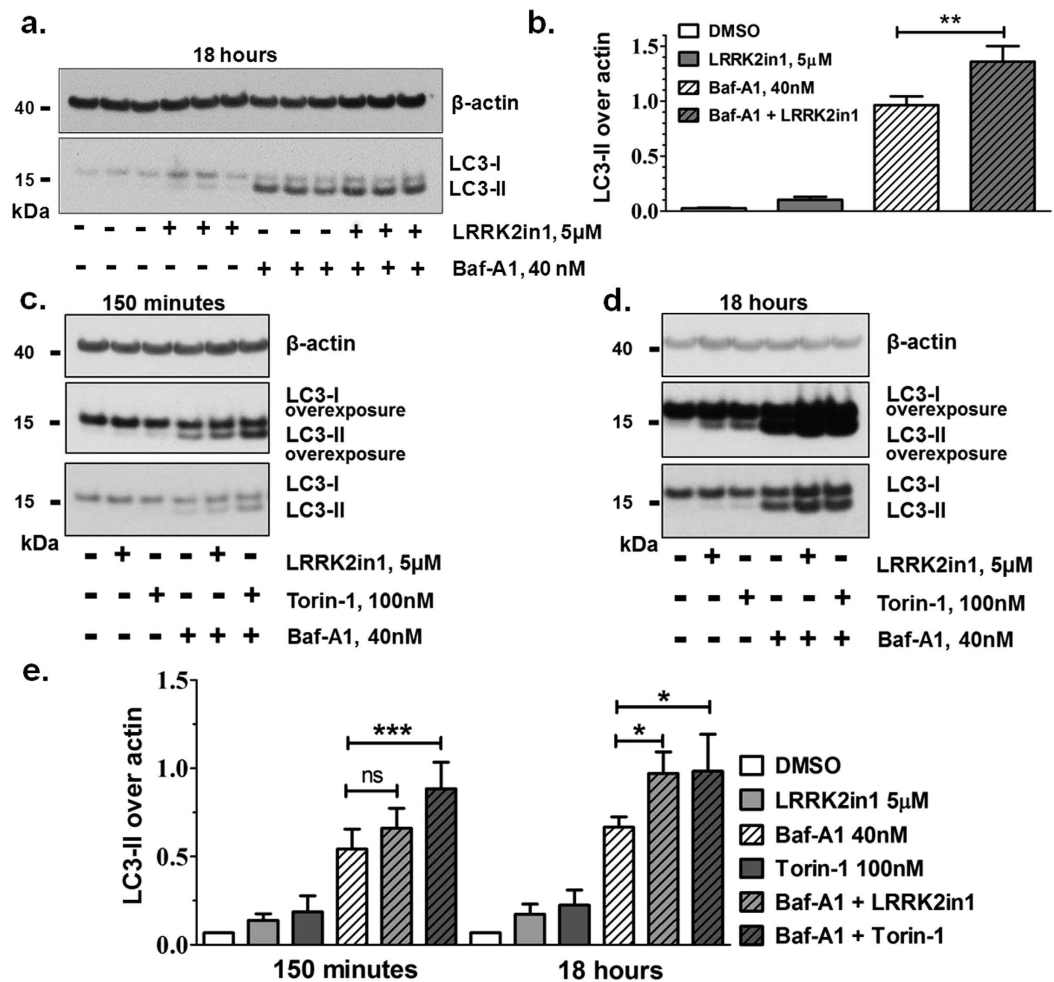 a.
18 hours
40
β-actin
15
LC3-I
LC3-II
kDa
- - - + + + - - - + + + LRRK2in1, 5µM
- - - - - - + + + + + + Baf-A1, 40 nM
b.
DMSO
LRRK2in1, 5µM
Baf-A1, 40nM
Baf-A1 + LRRK2in1
**
LC3-II over actin
1.5
1.0
0.5
0.0
c.
150 minutes
40
β-actin
15
LC3-I
overexposure
LC3-II
overexposure
15
LC3-I
LC3-II
kDa
- + - - + - LRRK2in1, 5µM
- - + - - + Torin-1, 100nM
- - - + + + Baf-A1, 40nM
d.
18 hours
40
β-actin
15
LC3-I
overexposure
LC3-II
overexposure
15
LC3-I
LC3-II
kDa
- + - - + - LRRK2in1, 5µM
- - + - - + Torin-1, 100nM
- - - + + + Baf-A1, 40nM
e.
LC3-II over actin
1.5
1.0
0.5
0.0
***
ns
*
*
150 minutes
18 hours
DMSO
LRRK2in1 5µM
Baf-A1 40nM
Torin-1 100nM
Baf-A1 + LRRK2in1
Baf-A1 + Torin-1